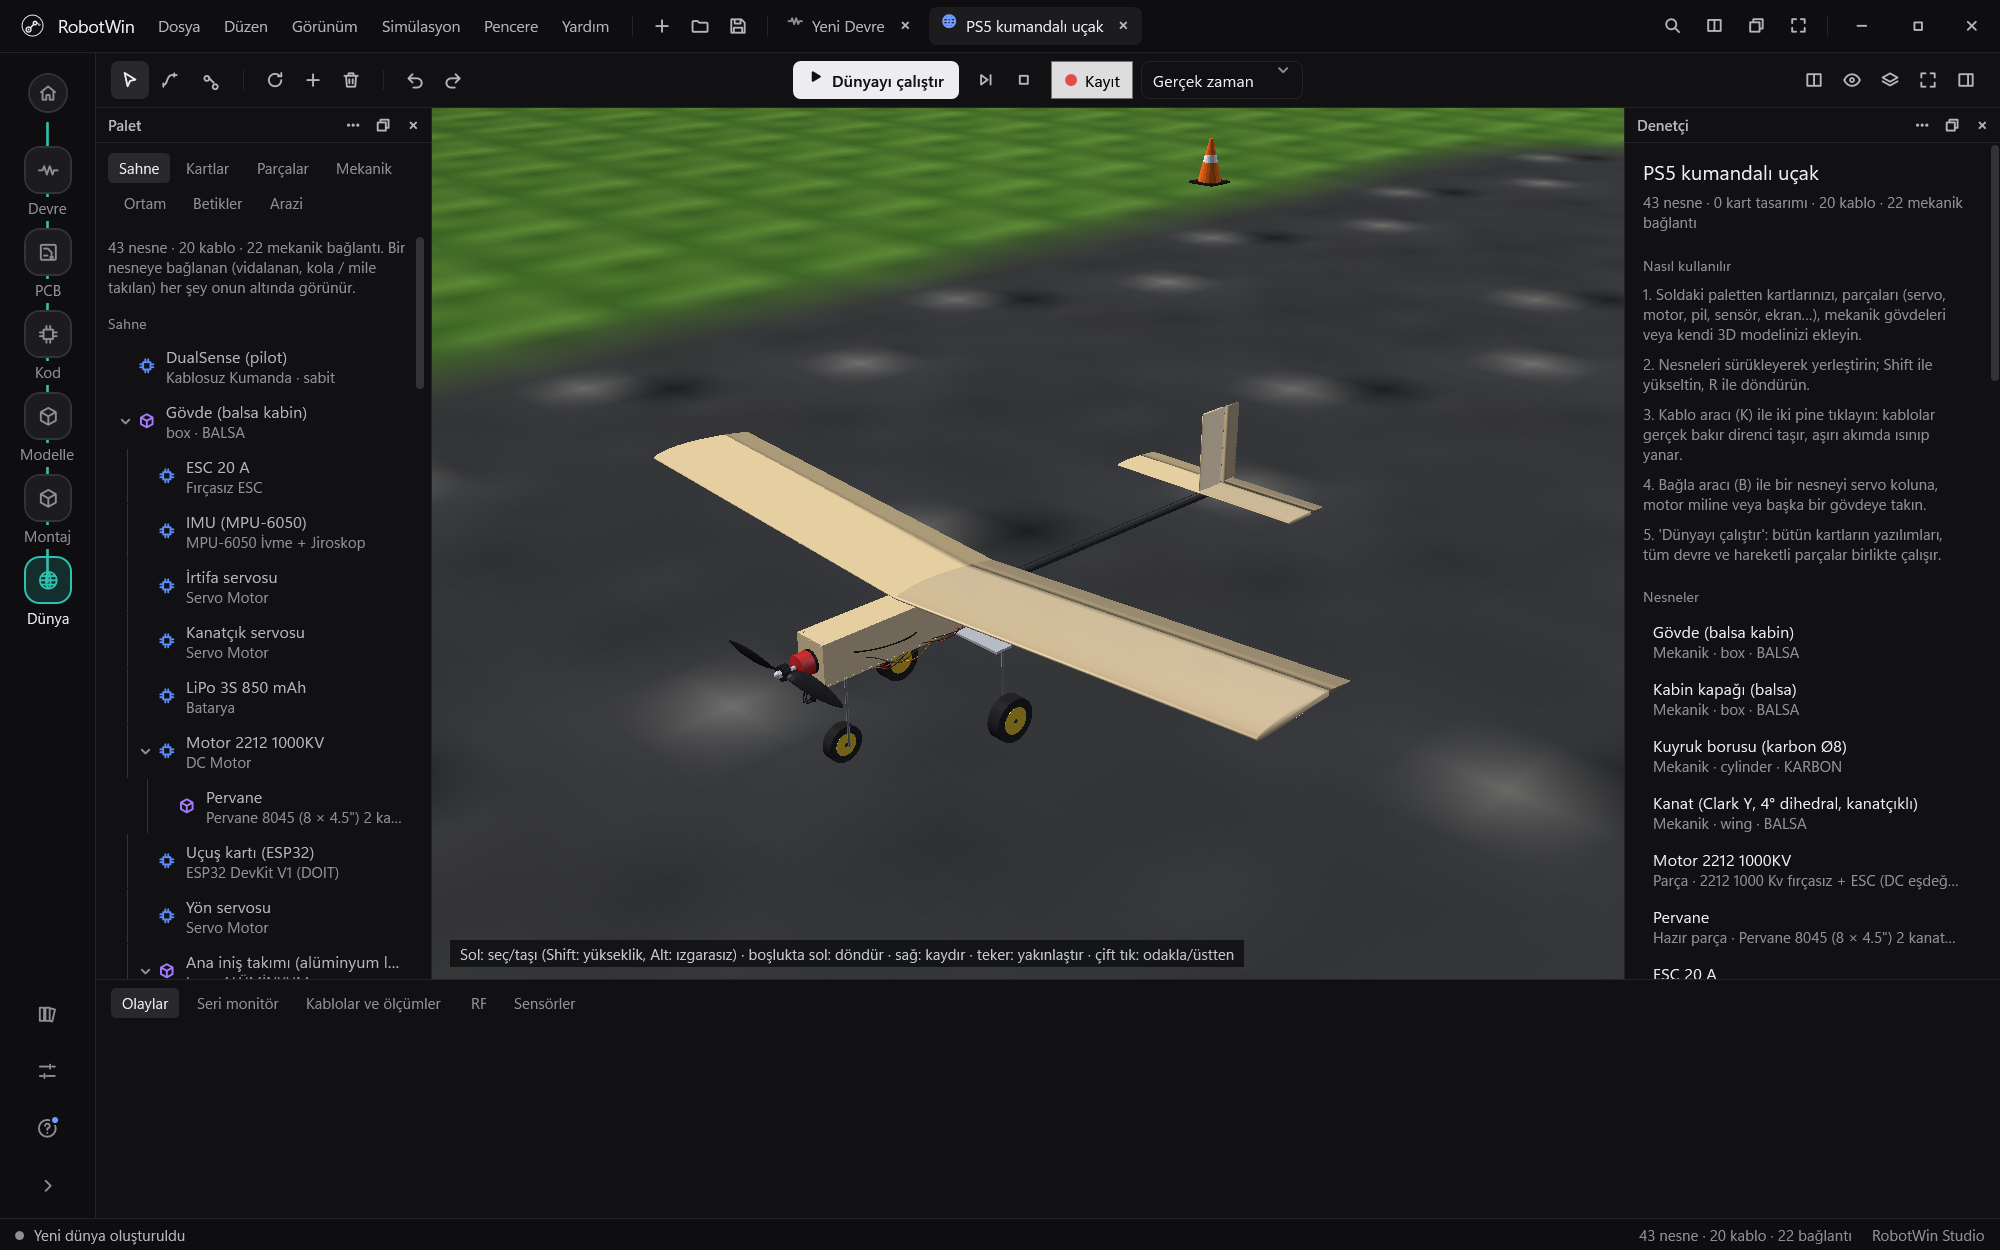 RobotWin Dosya Düzen Görünüm Simülasyon Pencere Yardım Yeni Devre PS5 kumandalı uçak
Dünyayı çalıştır Kayıt Gerçek zaman
Devre
PCB
Kod
Modelle
Montaj
Dünya
Palet
Sahne Kartlar Parçalar Mekanik
Ortam Betikler Arazi
43 nesne · 20 kablo · 22 mekanik bağlantı. Bir
nesneye bağlanan (vidalanan, kola / mile
takılan) her şey onun altında görünür.
Sahne
DualSense (pilot)
Kablosuz Kumanda · sabit
Gövde (balsa kabin)
box · BALSA
ESC 20 A
Fırçasız ESC
IMU (MPU-6050)
MPU-6050 İvme + Jiroskop
İrtifa servosu
Servo Motor
Kanatçık servosu
Servo Motor
LiPo 3S 850 mAh
Batarya
Motor 2212 1000KV
DC Motor
Pervane
Pervane 8045 (8 × 4.5") 2 ka...
Uçuş kartı (ESP32)
ESP32 DevKit V1 (DOIT)
Yön servosu
Servo Motor
Ana iniş takımı (alüminyum l...
Sol: seç/taşı (Shift: yükseklik, Alt: ızgarasız) · boşlukta sol: döndür · sağ: kaydır · teker: yakınlaştır · çift tık: odakla/üstten
Denetçi
PS5 kumandalı uçak
43 nesne · 0 kart tasarımı · 20 kablo · 22 mekanik
bağlantı
Nasıl kullanılır
1. Soldaki paletten kartlarınızı, parçaları (servo,
motor, pil, sensör, ekran...), mekanik gövdeleri
veya kendi 3D modelinizi ekleyin.
2. Nesneleri sürükleyerek yerleştirin; Shift ile
yükseltin, R ile döndürün.
3. Kablo aracı (K) ile iki pine tıklayın: kablolar
gerçek bakır direnci taşır, aşırı akımda ısınıp
yanar.
4. Bağla aracı (B) ile bir nesneyi servo koluna,
motor miline veya başka bir gövdeye takın.
5. 'Dünyayı çalıştır': bütün kartların yazılımları,
tüm devre ve hareketli parçalar birlikte çalışır.
Nesneler
Gövde (balsa kabin)
Mekanik · box · BALSA
Kabin kapağı (balsa)
Mekanik · box · BALSA
Kuyruk borusu (karbon Ø8)
Mekanik · cylinder · KARBON
Kanat (Clark Y, 4° dihedral, kanatçıklı)
Mekanik · wing · BALSA
Motor 2212 1000KV
Parça · 2212 1000 Kv fırçasız + ESC (DC eşdeğ...
Pervane
Hazır parça · Pervane 8045 (8 × 4.5") 2 kanat...
ESC 20 A
Olaylar Seri monitör Kablolar ve ölçümler RF Sensörler
Yeni dünya oluşturuldu
43 nesne · 20 kablo · 22 bağlantı RobotWin Studio